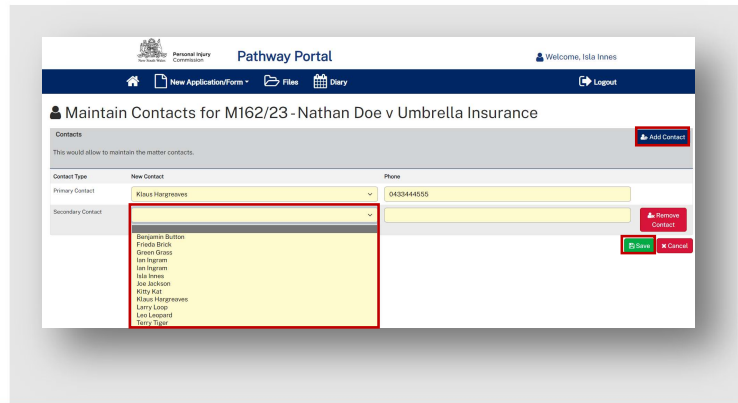 New South Wales
Personal Injury
Commission
Pathway Portal
Welcome, Isla Innes
New Application/Form
Files
Diary
Logout
Maintain Contacts for M162/23 - Nathan Doe v Umbrella Insurance
Contacts
Add Contact
This would allow to maintain the matter contacts.
Contact Type New Contact Phone
Primary Contact Klaus Hargreaves 0433444555
Secondary Contact
Remove
Contact
Benjamin Button
Frieda Brick
Green Grass
Ian Ingram
Ian Ingram
Isla Innes
Joe Jackson
Kitty Kat
Klaus Hargreaves
Larry Loop
Leo Leopard
Terry Tiger
Save
Cancel